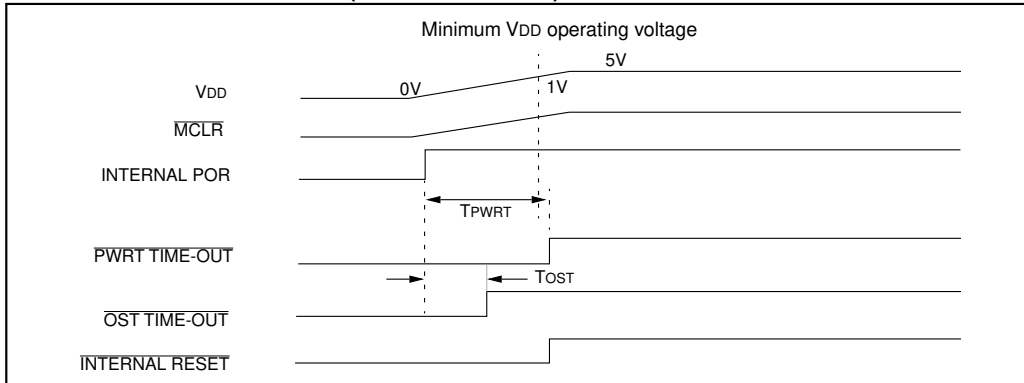 Minimum VDD operating voltage
5V
0V
1V
VDD
MCLR
INTERNAL POR
TPWRT
PWRT TIME-OUT
TOST
OST TIME-OUT
INTERNAL RESET